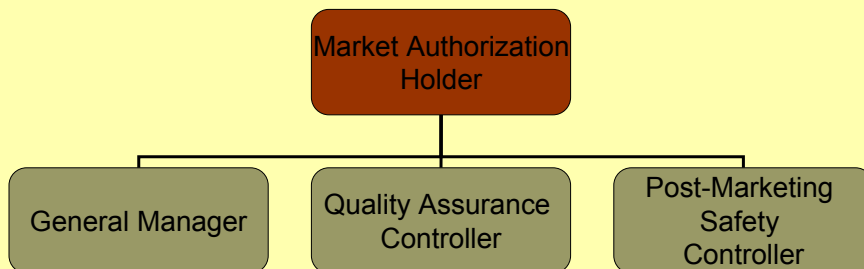 Market Authorization
Holder
General Manager
Quality Assurance
Controller
Post-Marketing
Safety
Controller